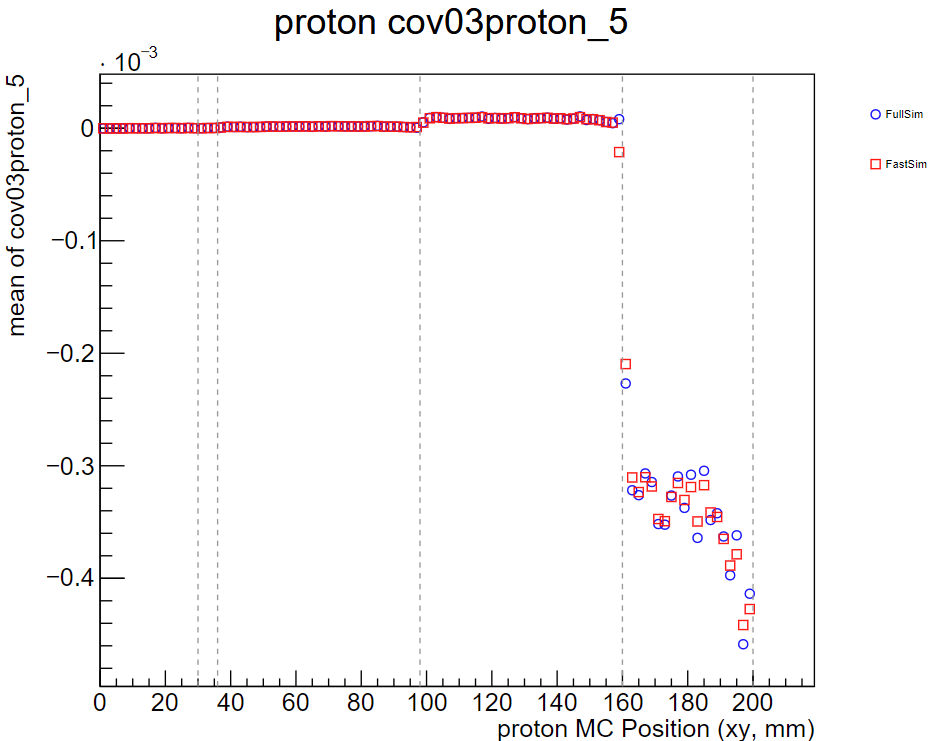 proton cov03proton_5
· 10⁻³
mean of cov03proton_5
0
−0.1
−0.2
−0.3
−0.4
0 20 40 60 80 100 120 140 160 180 200
proton MC Position (xy, mm)
FullSim
FastSim